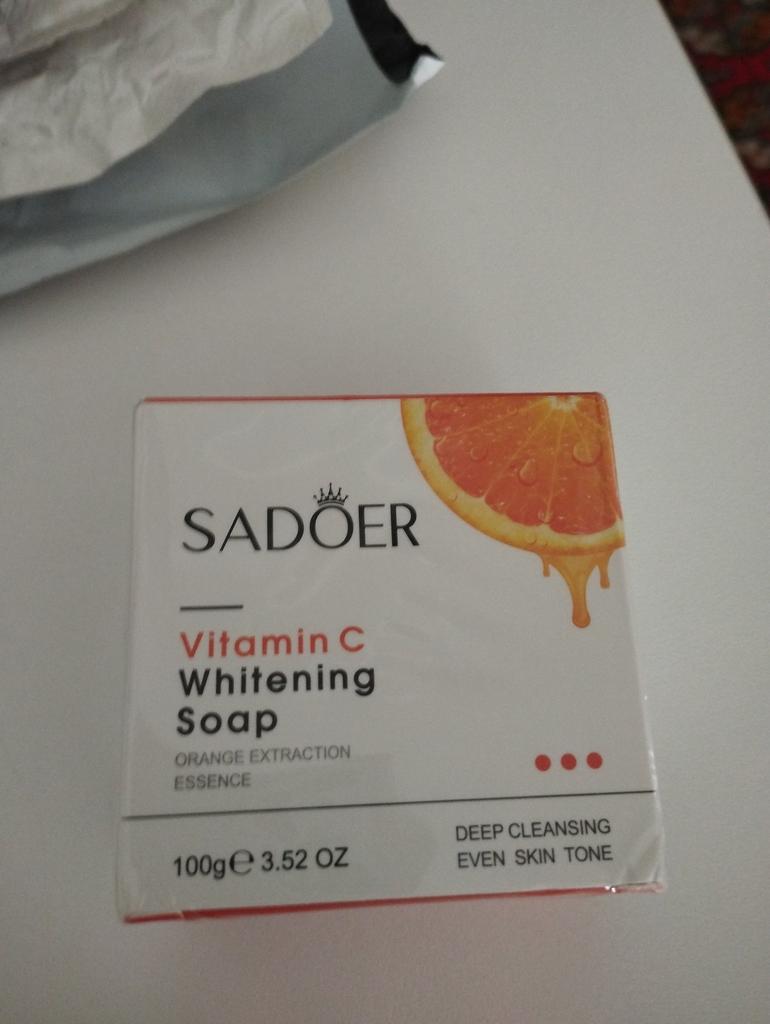 SADOER
Vitamin C
Whitening
Soap
ORANGE EXTRACTION
ESSENCE
100g℮ 3.52 OZ
DEEP CLEANSING
EVEN SKIN TONE